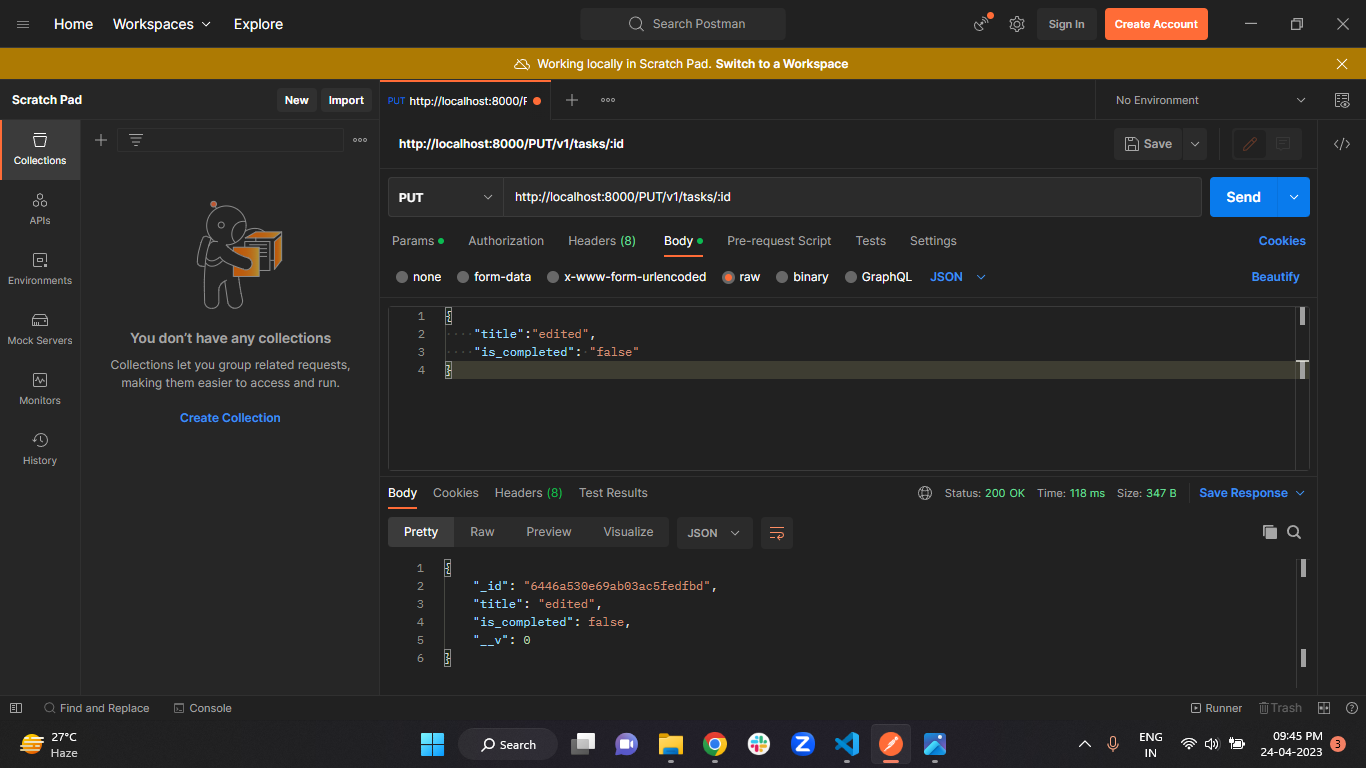 Home Workspaces Explore Search Postman Sign In Create Account
Working locally in Scratch Pad. Switch to a Workspace
Scratch Pad New Import PUT http://localhost:8000/P No Environment
Collections
APIs
Environments
Mock Servers
Monitors
History
You don't have any collections
Collections let you group related requests,
making them easier to access and run.
Create Collection
http://localhost:8000/PUT/v1/tasks/:id Save
PUT http://localhost:8000/PUT/v1/tasks/:id Send
Params Authorization Headers (8) Body Pre-request Script Tests Settings Cookies
none form-data x-www-form-urlencoded raw binary GraphQL JSON Beautify
1 {
2 "title":"edited",
3 "is_completed": "false"
4 }
Body Cookies Headers (8) Test Results Status: 200 OK Time: 118 ms Size: 347 B Save Response
Pretty Raw Preview Visualize JSON
1 {
2 "_id": "6446a530e69ab03ac5fedfbd",
3 "title": "edited",
4 "is_completed": false,
5 "__v": 0
6 }
Find and Replace Console Runner Trash
27°C
Haze
Search
ENG
IN
09:45 PM
24-04-2023
3